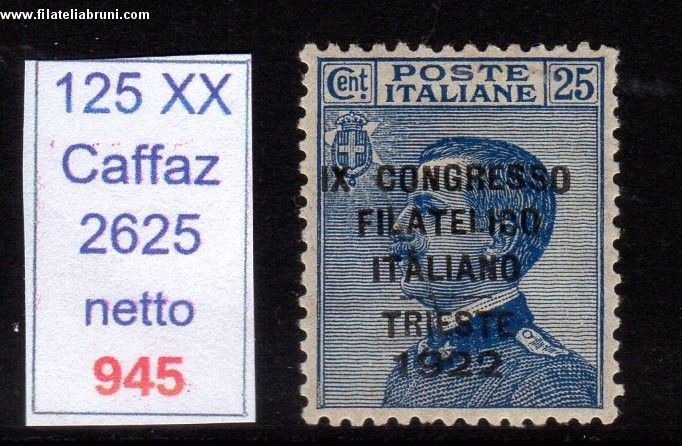 www.filateliabruni.com
125 XX
Caffaz
2625
netto
945
Cent. POSTE ITALIANE 25
IX CONGRESSO
FILATELICO
ITALIANO
TRIESTE
1922